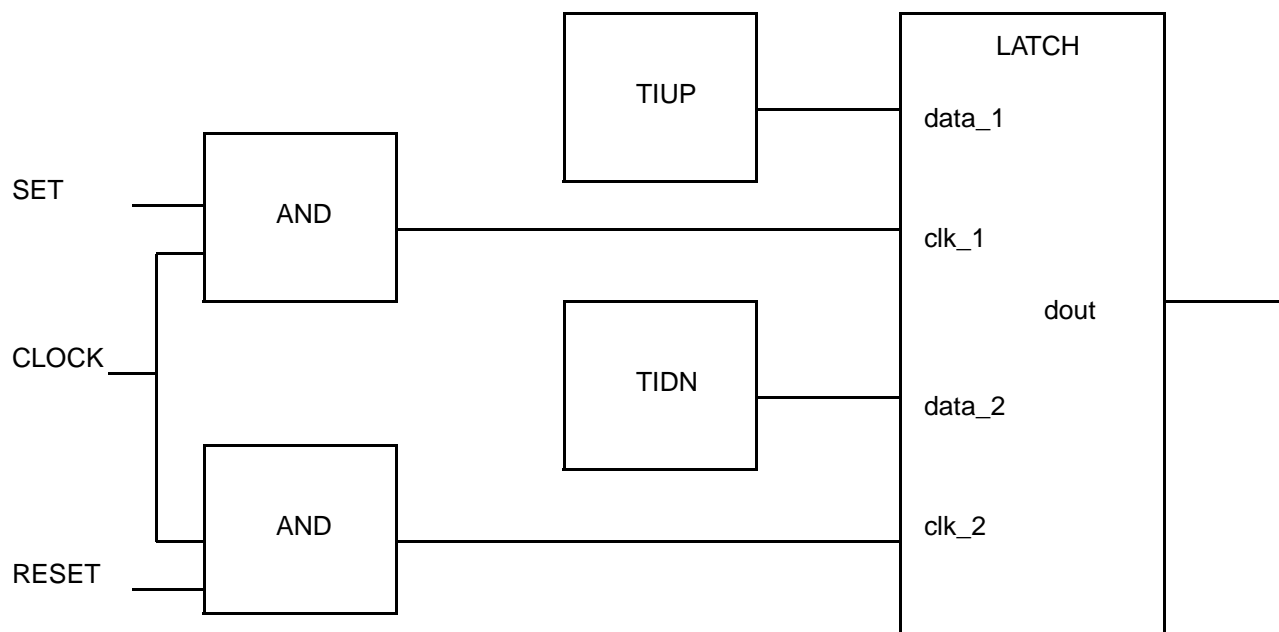 LATCH
TIUP
data_1
SET
AND
clk_1
dout
CLOCK
TIDN
data_2
AND
clk_2
RESET